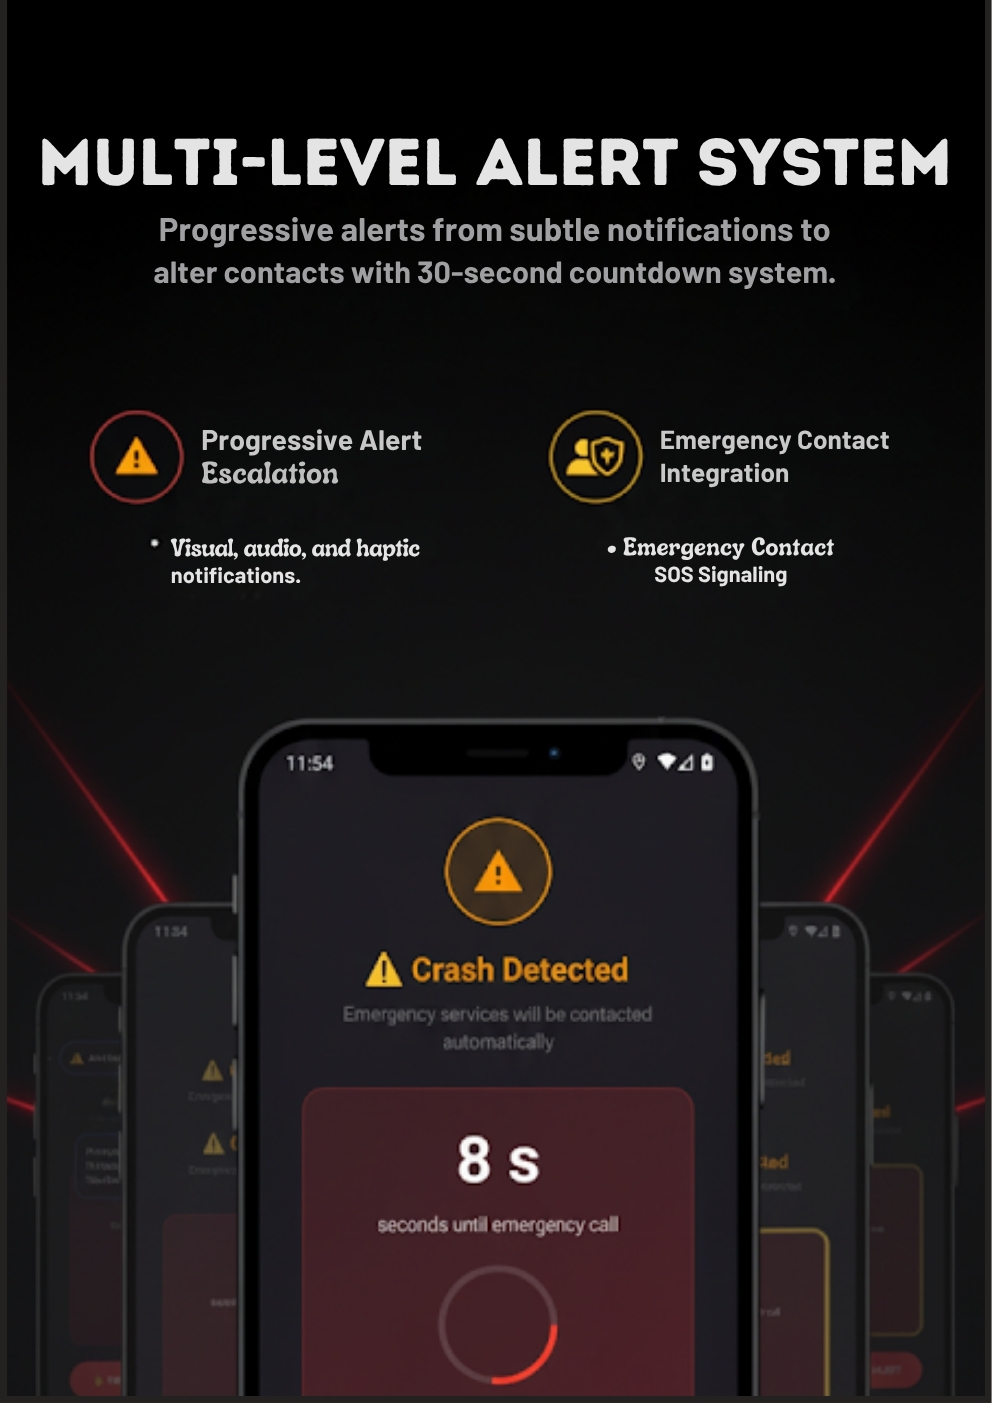 MULTI-LEVEL ALERT SYSTEM
Progressive alerts from subtle notifications to
alter contacts with 30-second countdown system.
Progressive Alert
Escalation
Emergency Contact
Integration
• Visual, audio, and haptic
notifications.
• Emergency Contact
SOS Signaling
11:54
Crash Detected
Emergency services will be contacted
automatically
8 s
seconds until emergency call
11:54
11:54